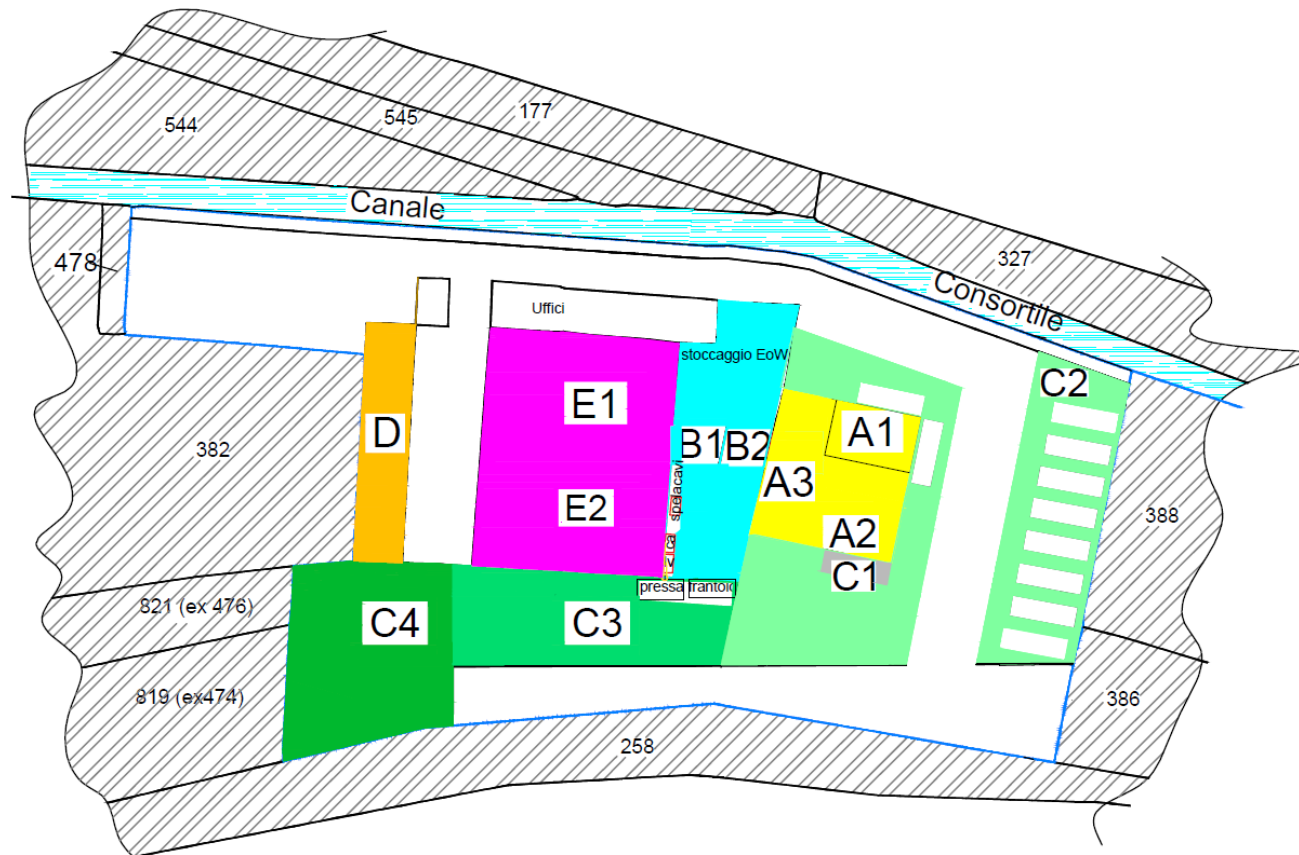 177
545
544
Canale
327
478
Consortile
Uffici
stoccaggio EoW
C2
E1
A1
D
B1 B2
382
A3
spelacavi
E2
388
A2
C1
pressa
frantoio
821 (ex 476)
C4
C3
819 (ex474)
386
258